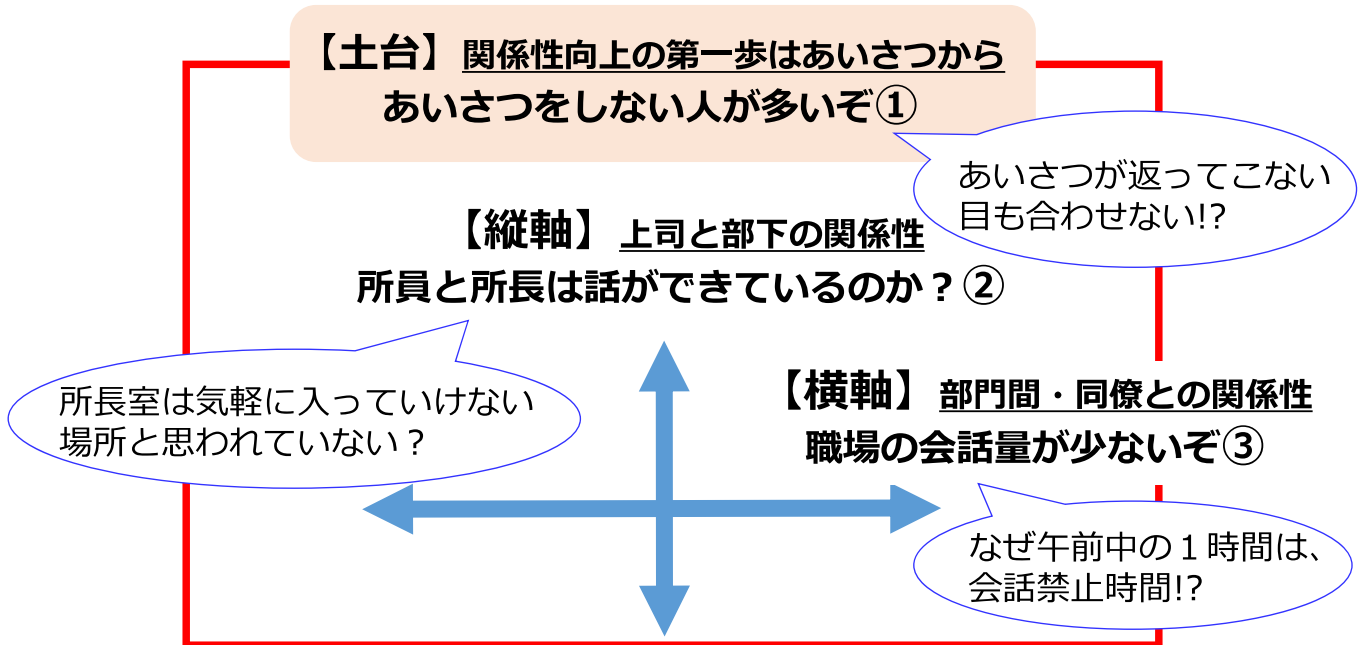 【土台】関係性向上の第一歩はあいさつから
あいさつをしない人が多いぞ①
あいさつが返ってこない
目も合わせない!?
【縦軸】上司と部下の関係性
所員と所長は話ができているのか？②
所長室は気軽に入っていけない
場所と思われていない？
【横軸】部門間・同僚との関係性
職場の会話量が少ないぞ③
なぜ午前中の１時間は、
会話禁止時間!?